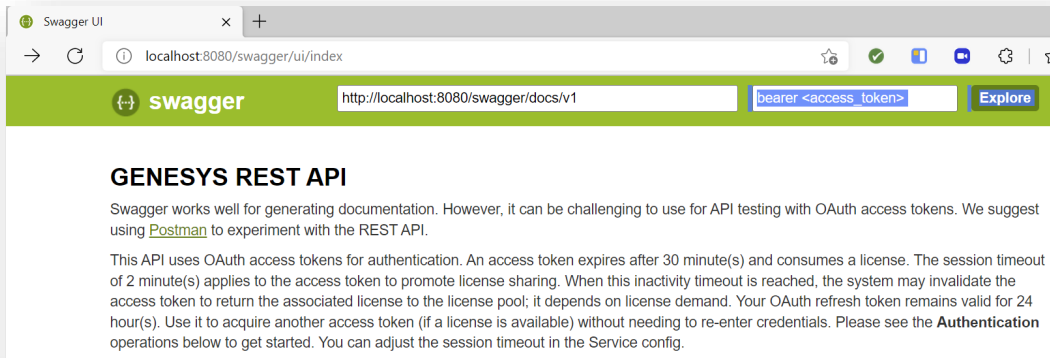 Swagger UI
localhost:8080/swagger/ui/index
{··} swagger http://localhost:8080/swagger/docs/v1 bearer <access_token> Explore
GENESYS REST API
Swagger works well for generating documentation. However, it can be challenging to use for API testing with OAuth access tokens. We suggest
using Postman to experiment with the REST API.
This API uses OAuth access tokens for authentication. An access token expires after 30 minute(s) and consumes a license. The session timeout
of 2 minute(s) applies to the access token to promote license sharing. When this inactivity timeout is reached, the system may invalidate the
access token to return the associated license to the license pool; it depends on license demand. Your OAuth refresh token remains valid for 24
hour(s). Use it to acquire another access token (if a license is available) without needing to re-enter credentials. Please see the Authentication
operations below to get started. You can adjust the session timeout in the Service config.